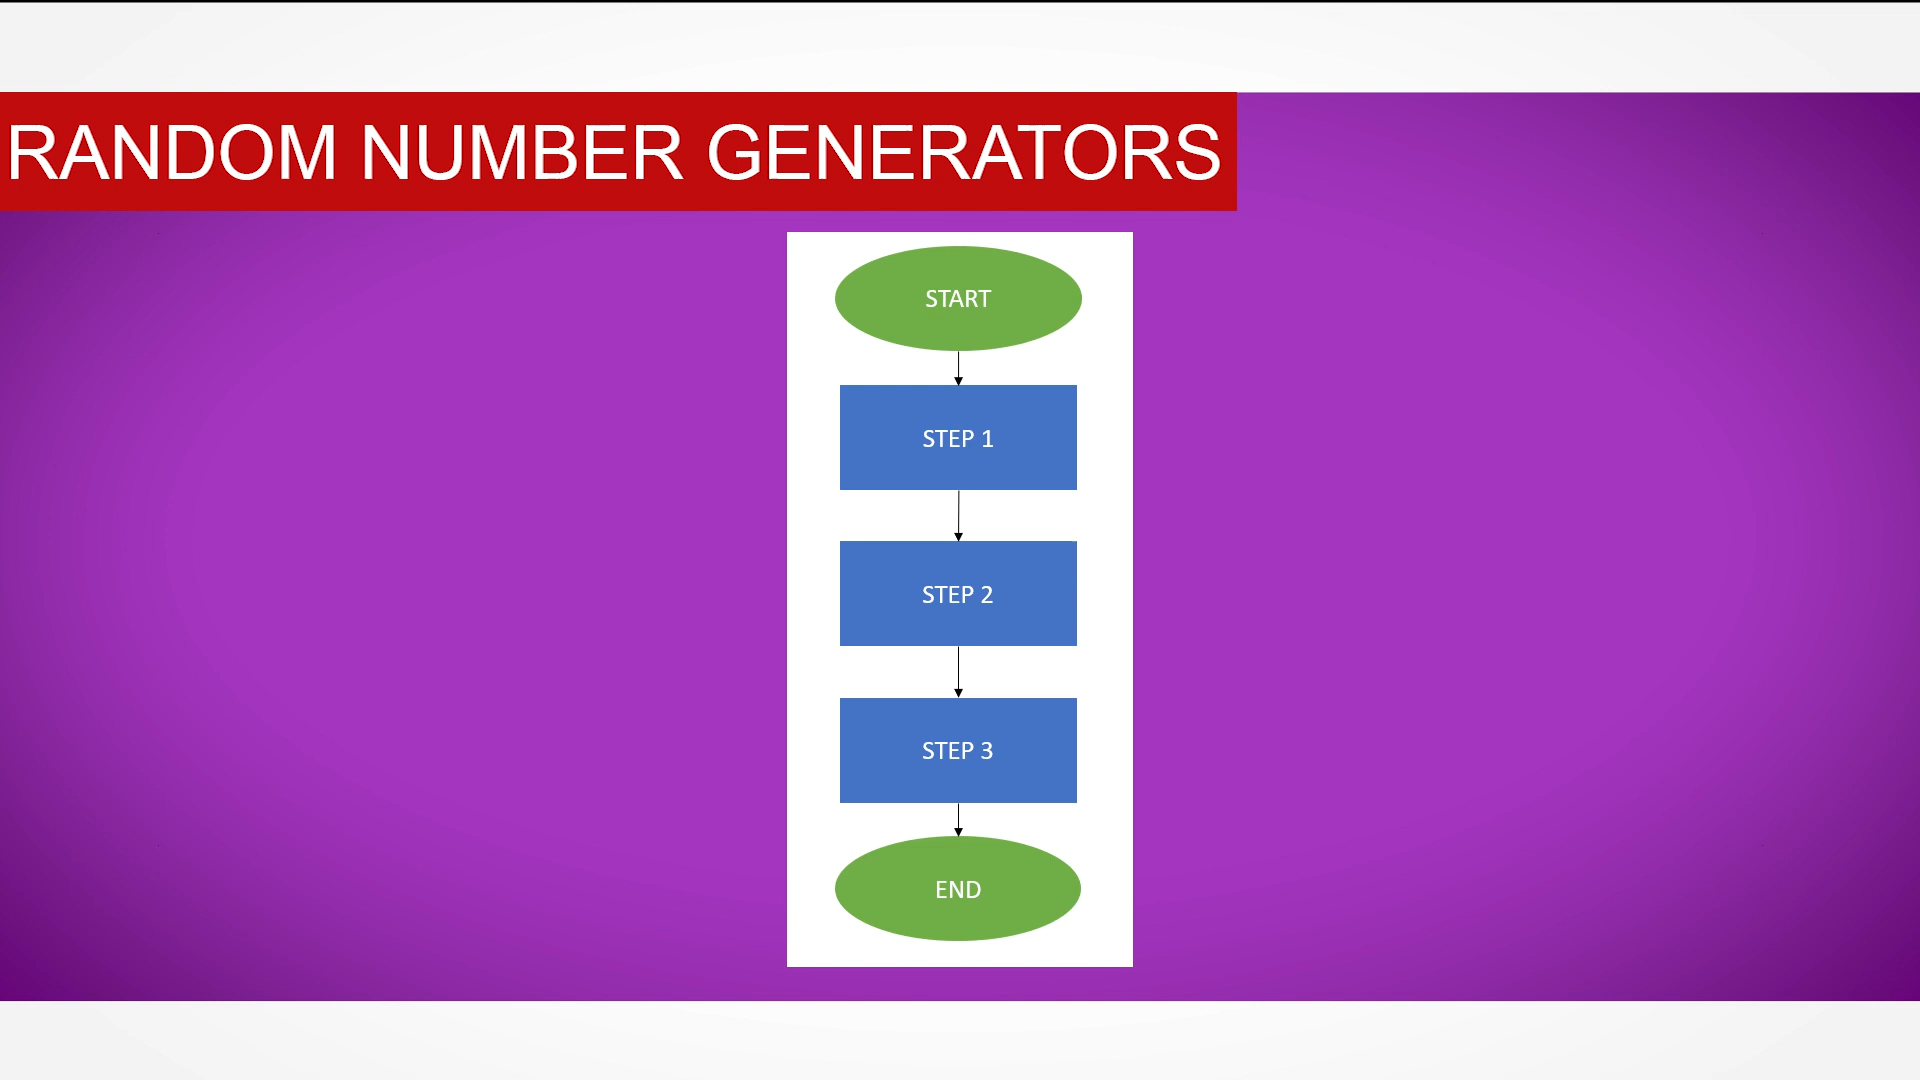 RANDOM NUMBER GENERATORS
START
STEP 1
STEP 2
STEP 3
END